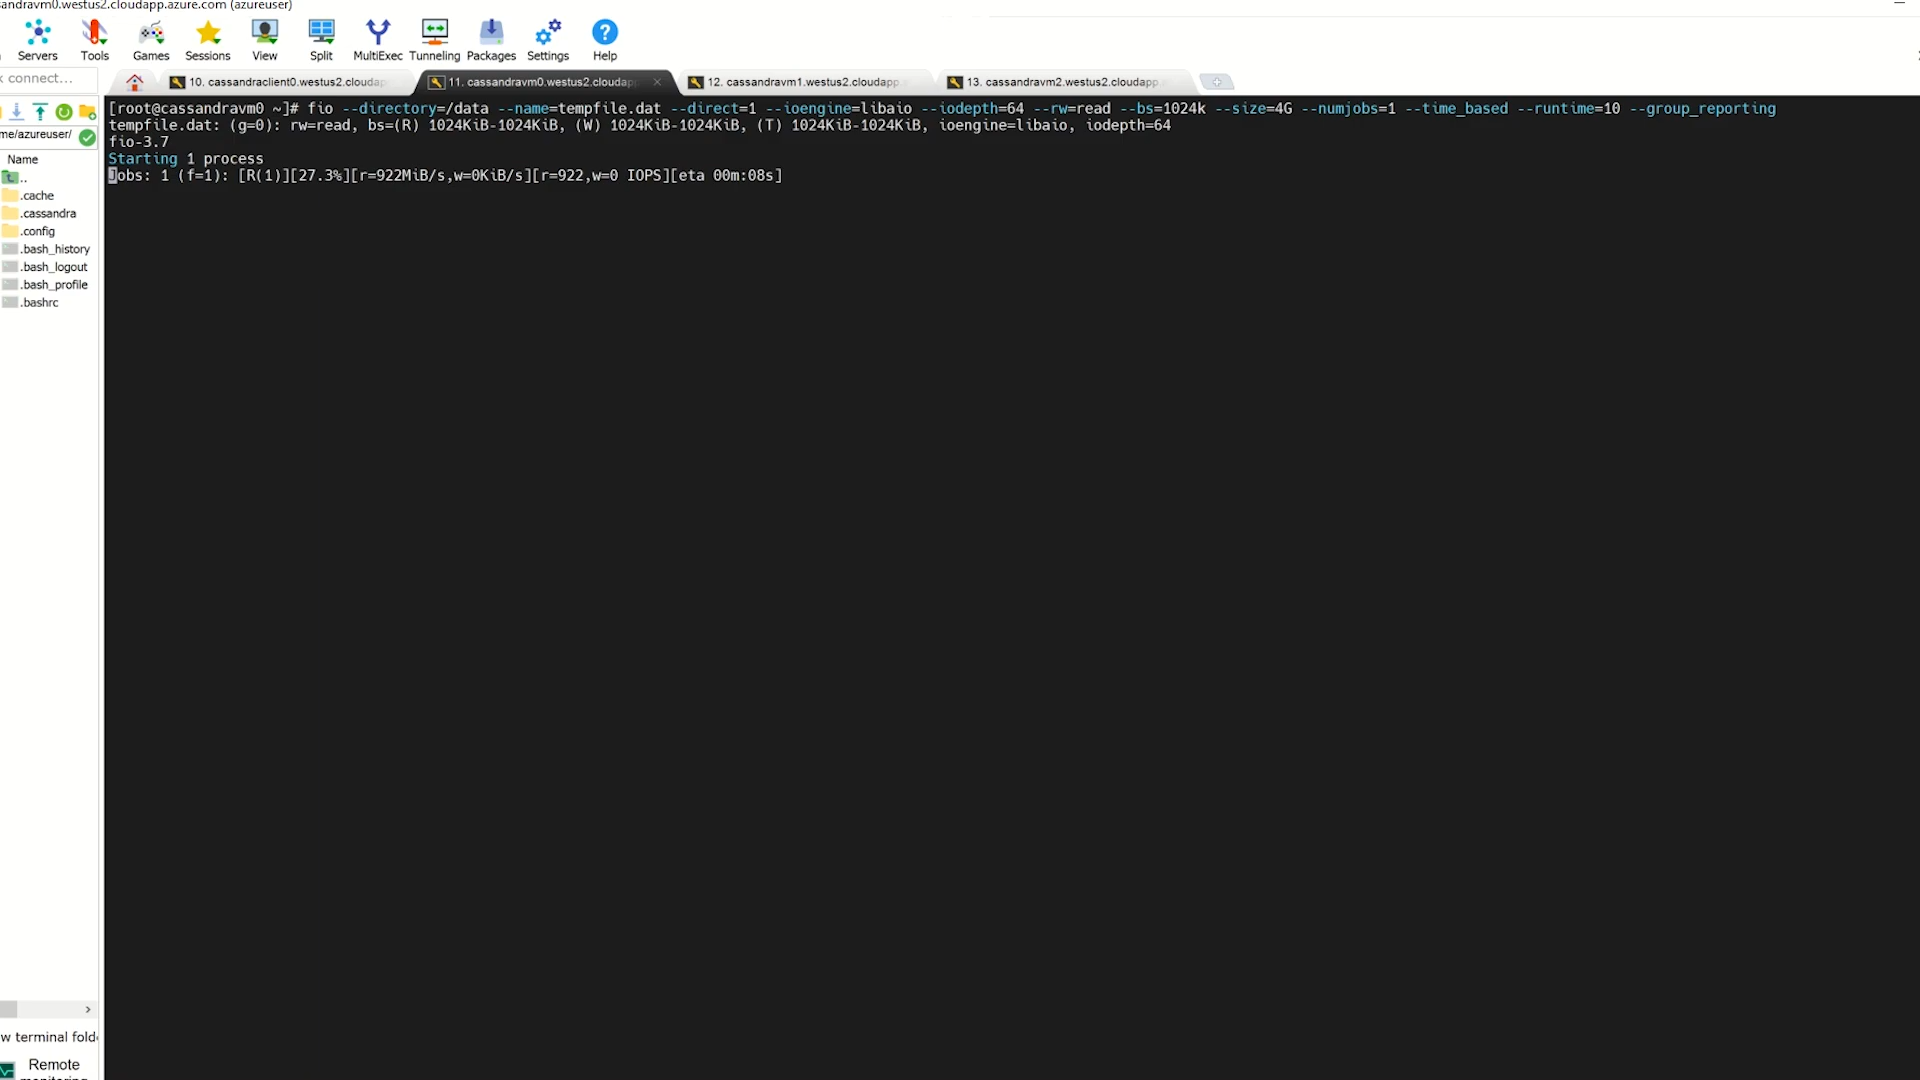 andravm0.westus2.cloudapp.azure.com (azureuser)
Servers Tools Games Sessions View Split MultiExec Tunneling Packages Settings Help
k connect...
10. cassandraclient0.westus2.cloudap 11. cassandravm0.westus2.cloudap 12. cassandravm1.westus2.cloudapp 13. cassandravm2.westus2.cloudapp
me/azureuser/
Name
..
.cache
.cassandra
.config
.bash_history
.bash_logout
.bash_profile
.bashrc
[root@cassandravm0 ~]# fio --directory=/data --name=tempfile.dat --direct=1 --ioengine=libaio --iodepth=64 --rw=read --bs=1024k --size=4G --numjobs=1 --time_based --runtime=10 --group_reporting
tempfile.dat: (g=0): rw=read, bs=(R) 1024KiB-1024KiB, (W) 1024KiB-1024KiB, (T) 1024KiB-1024KiB, ioengine=libaio, iodepth=64
fio-3.7
Starting 1 process
Jobs: 1 (f=1): [R(1)][27.3%][r=922MiB/s,w=0KiB/s][r=922,w=0 IOPS][eta 00m:08s]
w terminal fold
Remote
monitoring